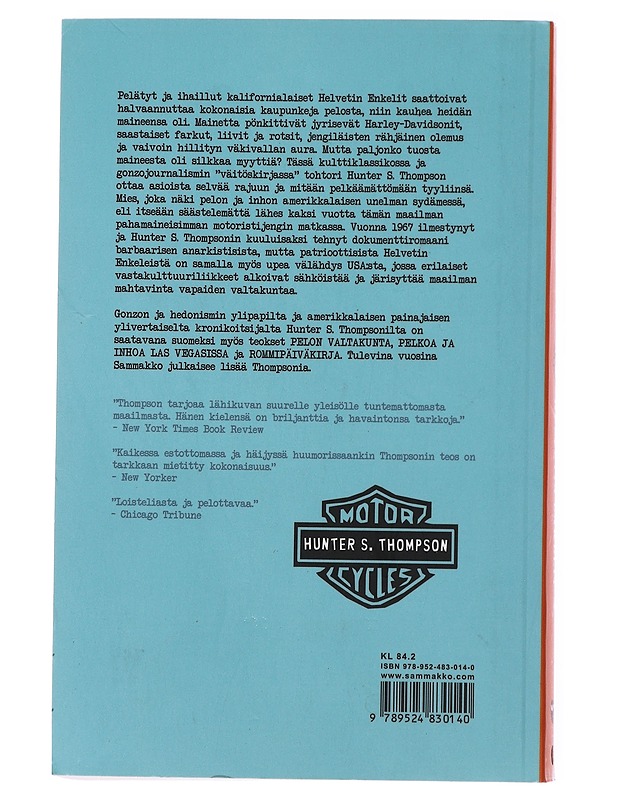 Pelätyt ja ihaillut kalifornialaiset Helvetin Enkelit saattoivat
halvaannuttaa kokonaisia kaupunkeja pelosta, niin kauhea heidän
maineensa oli. Mainetta pönkittivät jyrisevät Harley-Davidsonit,
saastaiset farkut, liivit ja rotsit, jengiläisten rähjäinen olemus
ja vaivoin hillityn väkivallan aura. Mutta paljonko tuosta
maineesta oli silkkaa myyttiä? Tässä kulttiklassikossa ja
gonzojournalismin "väitöskirjassa" tohtori Hunter S. Thompson
ottaa asioista selvää rajuun ja mitään pelkäämättömään tyyliinsä.
Mies, joka näki pelon ja inhon amerikkalaisen unelman sydämessä,
eli itseään säästelemättä lähes kaksi vuotta tämän maailman
pahamaineisimman motoristijengin matkassa. Vuonna 1967 ilmestynyt
ja Hunter S. Thompsonin kuuluisaksi tehnyt dokumenttiromaani
barbaarisen anarkistisista, mutta patrioottisista Helvetin
Enkeleistä on samalla myös upea välähdys USA:sta, jossa erilaiset
vastakulttuuriliikkeet alkoivat sähköistää ja järisyttää maailman
mahtavinta vapaiden valtakuntaa.
Gonzon ja hedonismin ylipapilta ja amerikkalaisen painajaisen
ylivertaiselta kronikoitsijalta Hunter S. Thompsonilta on
saatavana suomeksi myös teokset PELON VALTAKUNTA, PELKOA JA
INHOA LAS VEGASISSA ja ROMMIPÄIVÄKIRJA. Tulevina vuosina
Sammakko julkaisee lisää Thompsonia.
"Thompson tarjoaa lähikuvan suurelle yleisölle tuntemattomasta
maailmasta. Hänen kielensä on briljanttia ja havaintonsa tarkkoja."
- New York Times Book Review
"Kaikessa estottomassa ja häijyssä huumorissaankin Thompsonin teos on
tarkkaan mietitty kokonaisuus."
- New Yorker
"Loisteliasta ja pelottavaa."
- Chicago Tribune
MOTOR
HUNTER S. THOMPSON
CYCLES
KL 84.2
ISBN 978-952-483-014-0
www.sammakko.com
9 789524 830140